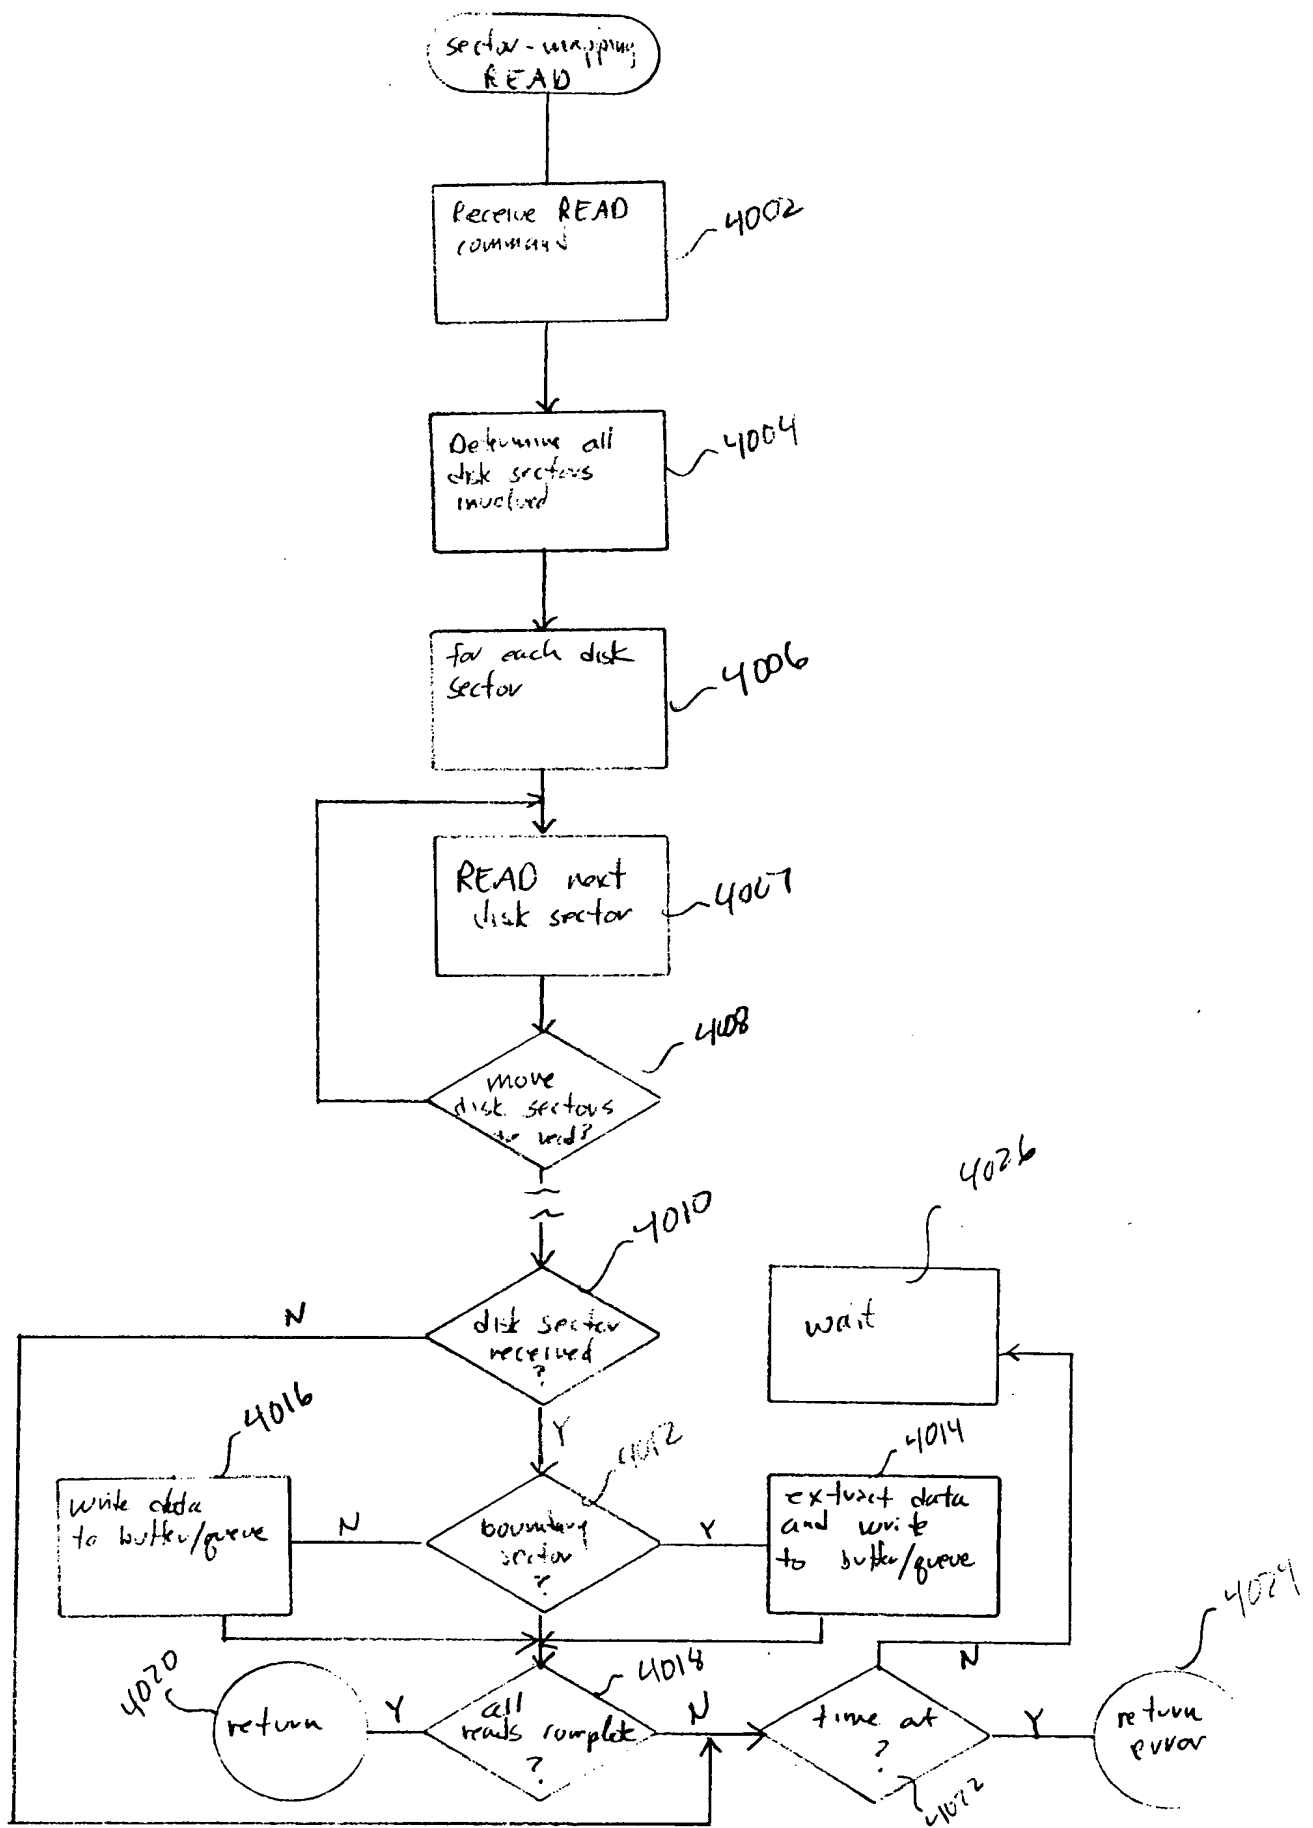 sector-mapping
READ
Receive READ
command
4002
Determine all
disk sectors
involved
4004
for each disk
sector
4006
READ next
disk sector
4007
more
disk sectors
to read?
4008
4010
disk sector
received
?
N
Y
4026
wait
4016
write data
to buffer/queue
N
4012
boundary
sector
?
Y
4014
extract data
and write
to buffer/queue
4020
return
Y
4018
all
reads complete
?
N
time out
?
4022
N
Y
4024
return
error